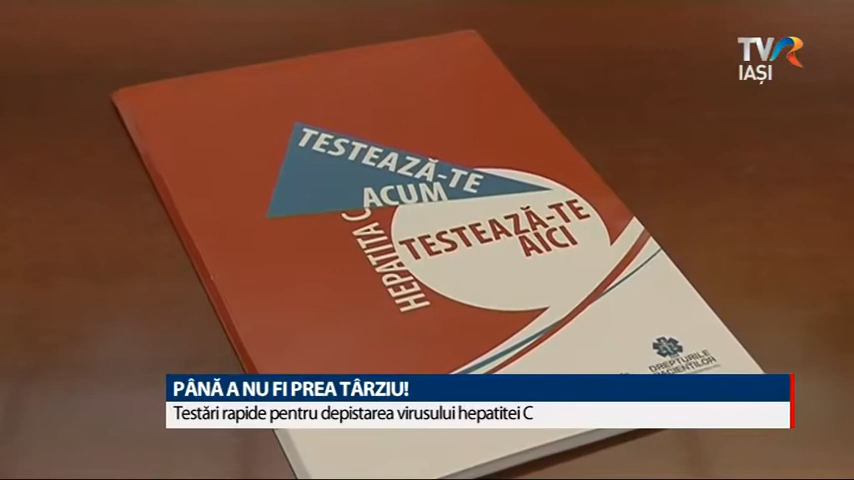 TVR
IAȘI
TESTEAZĂ-TE
ACUM
HEPATITA C
TESTEAZĂ-TE
AICI
DREPTURILE
PACIENȚILOR
PÂNĂ A NU FI PREA TÂRZIU!
Testări rapide pentru depistarea virusului hepatitei C